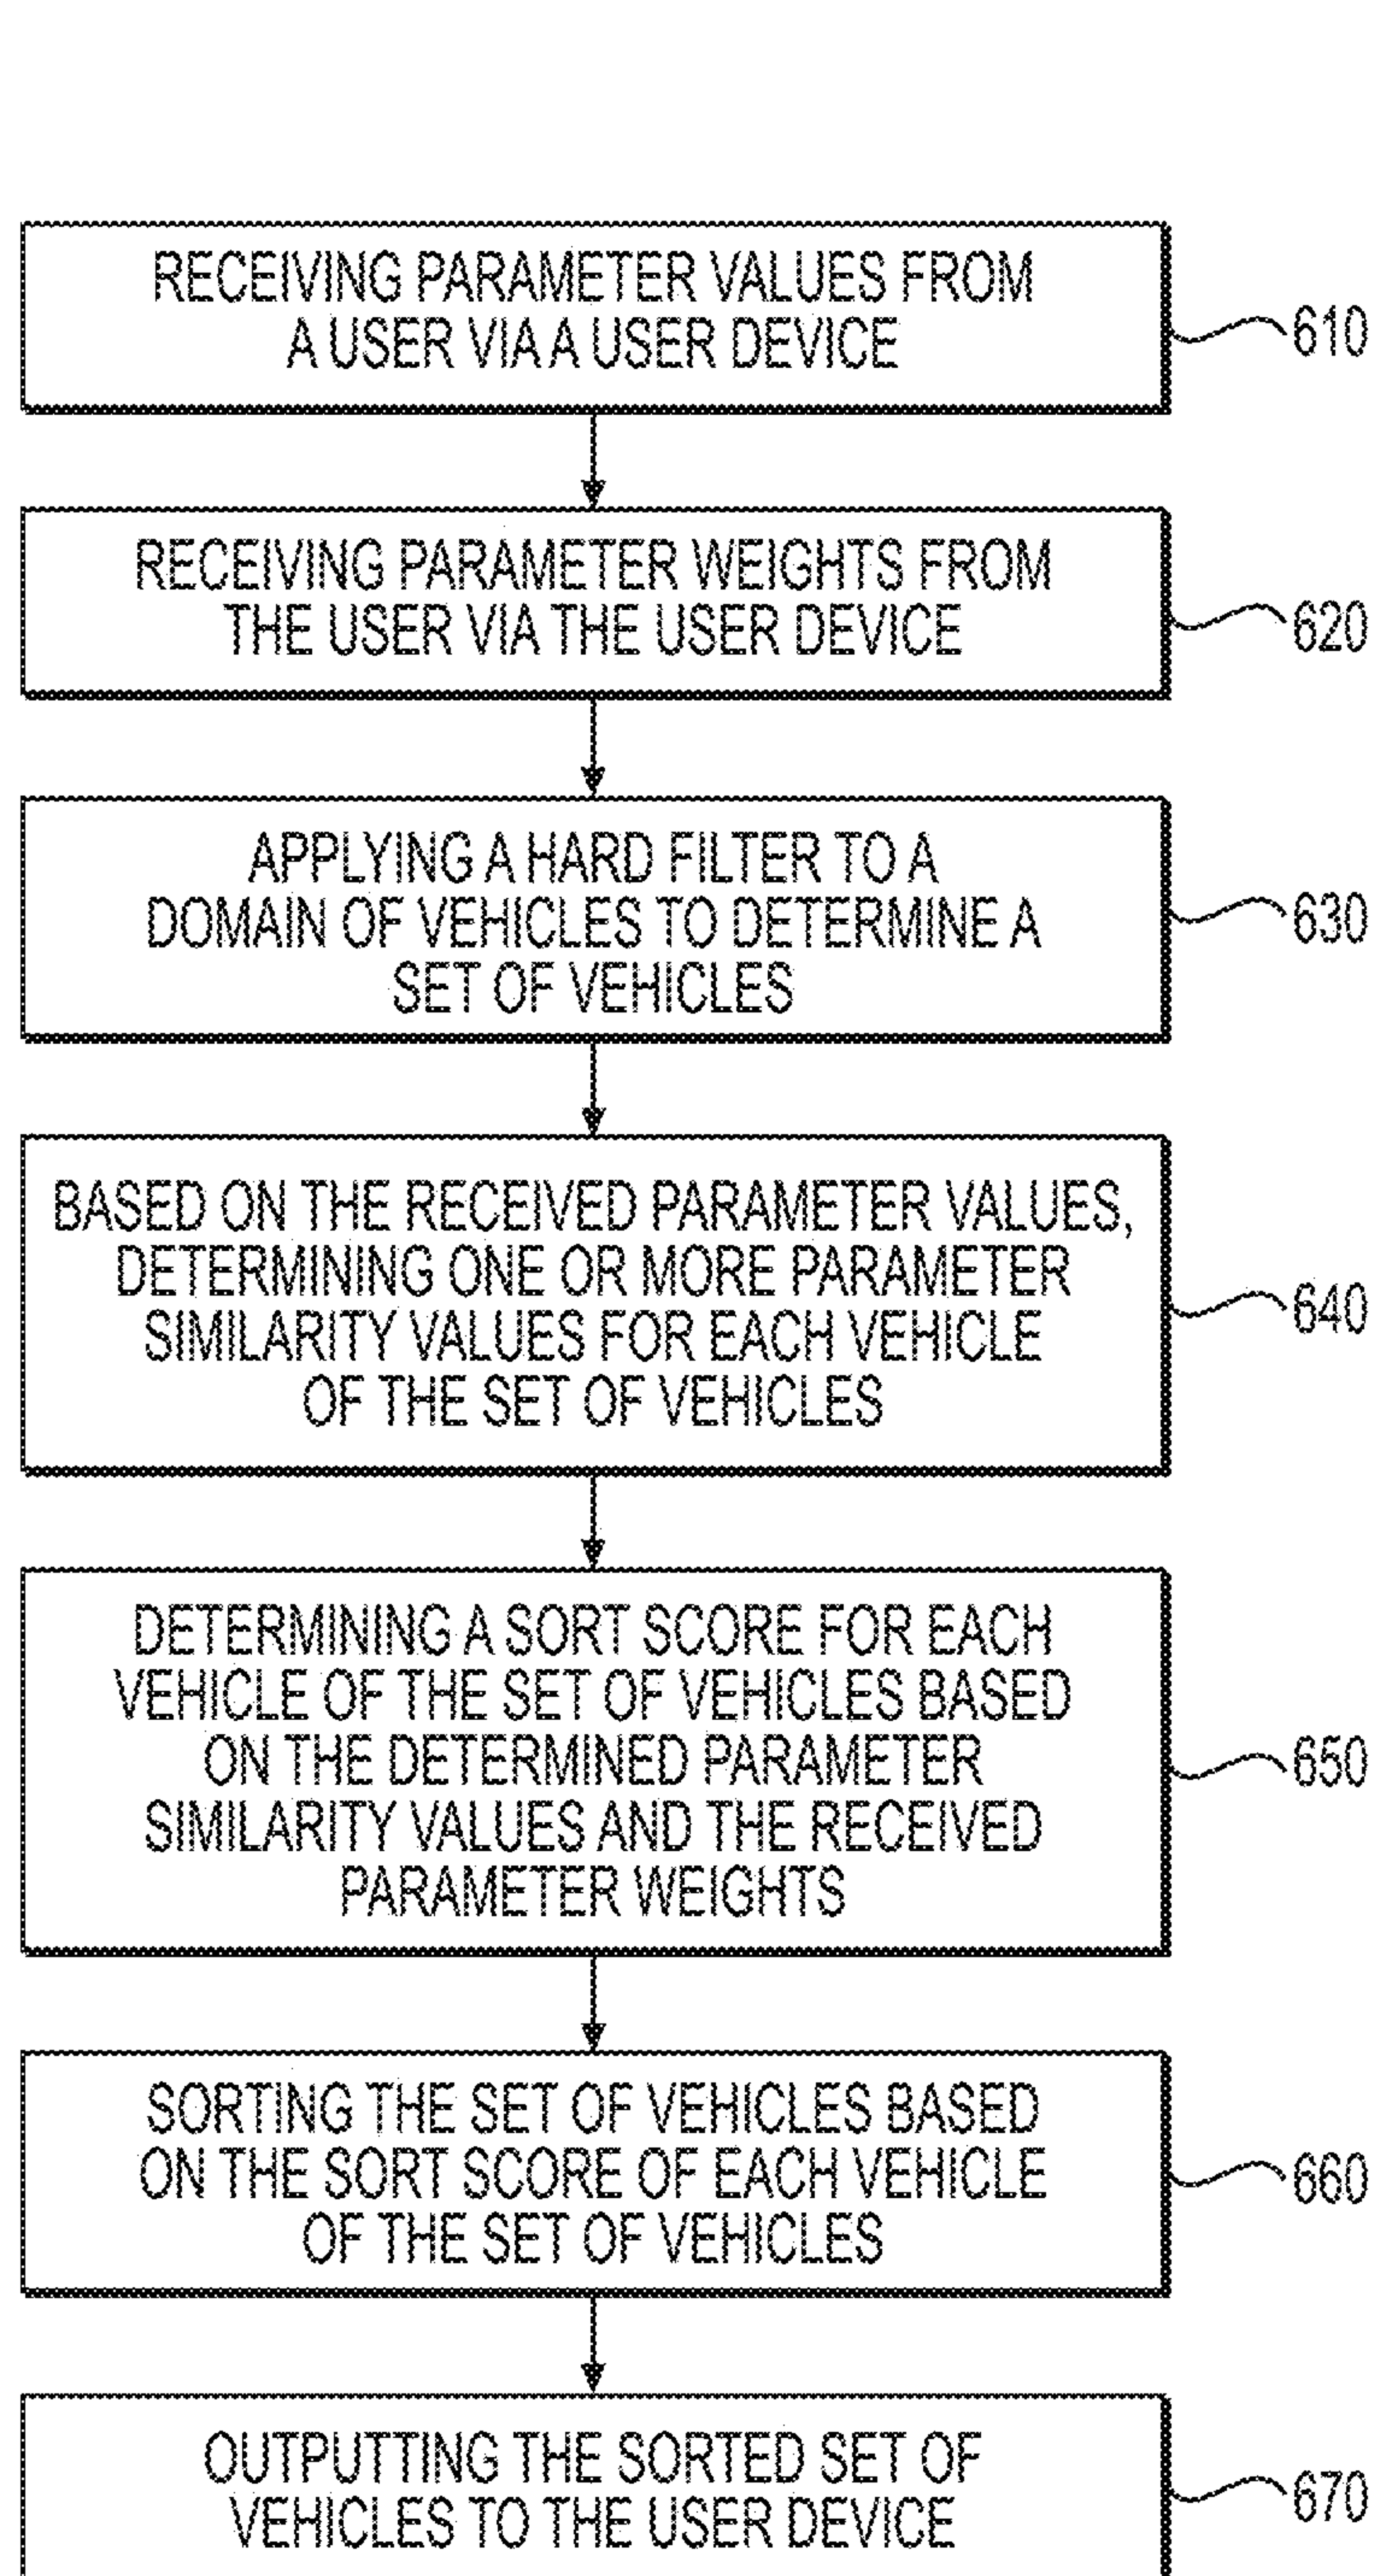 RECEIVING PARAMETER VALUES FROM
A USER VIA A USER DEVICE
610
RECEIVING PARAMETER WEIGHTS FROM
THE USER VIA THE USER DEVICE
620
APPLYING A HARD FILTER TO A
DOMAIN OF VEHICLES TO DETERMINE A
SET OF VEHICLES
630
BASED ON THE RECEIVED PARAMETER VALUES,
DETERMINING ONE OR MORE PARAMETER
SIMILARITY VALUES FOR EACH VEHICLE
OF THE SET OF VEHICLES
640
DETERMINING A SORT SCORE FOR EACH
VEHICLE OF THE SET OF VEHICLES BASED
ON THE DETERMINED PARAMETER
SIMILARITY VALUES AND THE RECEIVED
PARAMETER WEIGHTS
650
SORTING THE SET OF VEHICLES BASED
ON THE SORT SCORE OF EACH VEHICLE
OF THE SET OF VEHICLES
660
OUTPUTTING THE SORTED SET OF
VEHICLES TO THE USER DEVICE
670